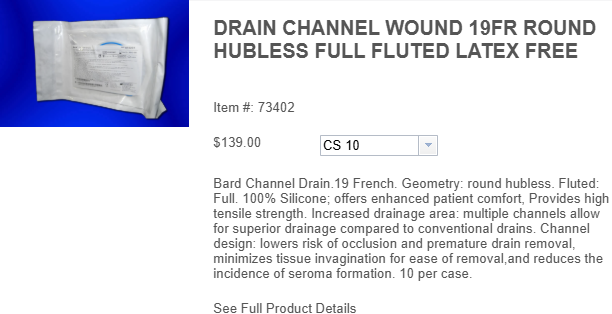 DRAIN CHANNEL WOUND 19FR ROUND
HUBLESS FULL FLUTED LATEX FREE
Item #: 73402
$139.00
CS 10
Bard Channel Drain.19 French. Geometry: round hubless. Fluted:
Full. 100% Silicone; offers enhanced patient comfort, Provides high
tensile strength. Increased drainage area: multiple channels allow
for superior drainage compared to conventional drains. Channel
design: lowers risk of occlusion and premature drain removal,
minimizes tissue invagination for ease of removal,and reduces the
incidence of seroma formation. 10 per case.
See Full Product Details